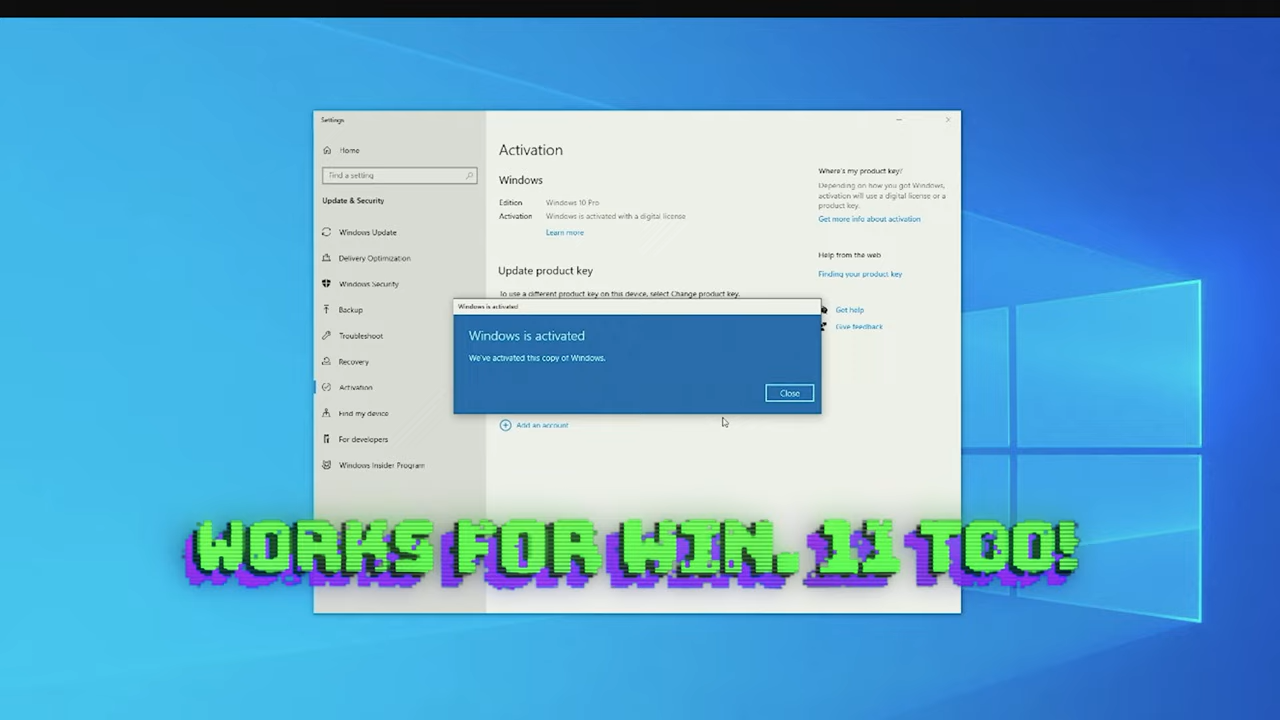 Settings
Home
Find a setting
Update & Security
Windows Update
Delivery Optimization
Windows Security
Backup
Troubleshoot
Recovery
Activation
Find my device
For developers
Windows Insider Program
Activation
Windows
Edition Windows 10 Pro
Activation Windows is activated with a digital license
Learn more
Update product key
To use a different product key on this device, select Change product key.
Windows is activated
Windows is activated
We've activated this copy of Windows.
Close
Add an account
Where's my product key?
Depending on how you got Windows,
activation will use a digital license or a
product key.
Get more info about activation
Help from the web
Finding your product key
Get help
Give feedback
WORKS FOR WIN. 11 TOO!